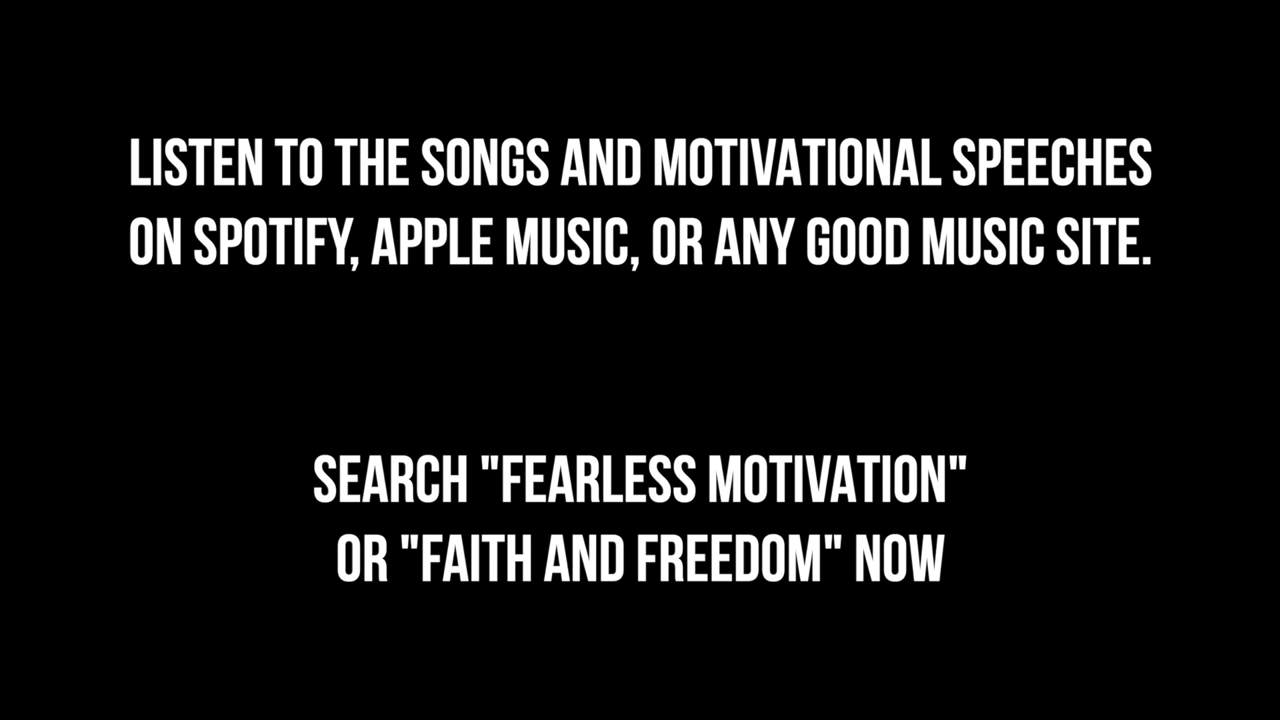 LISTEN TO THE SONGS AND MOTIVATIONAL SPEECHES
ON SPOTIFY, APPLE MUSIC, OR ANY GOOD MUSIC SITE.
SEARCH "FEARLESS MOTIVATION"
OR "FAITH AND FREEDOM" NOW